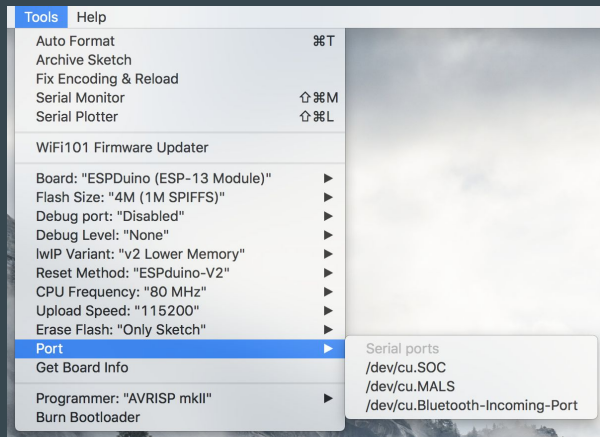 Tools Help
Auto Format ⌘T
Archive Sketch
Fix Encoding & Reload
Serial Monitor ⇧⌘M
Serial Plotter ⇧⌘L
WiFi101 Firmware Updater
Board: "ESPDuino (ESP-13 Module)" ▶
Flash Size: "4M (1M SPIFFS)" ▶
Debug port: "Disabled" ▶
Debug Level: "None" ▶
lwIP Variant: "v2 Lower Memory" ▶
Reset Method: "ESPduino-V2" ▶
CPU Frequency: "80 MHz" ▶
Upload Speed: "115200" ▶
Erase Flash: "Only Sketch" ▶
Port ▶
Serial ports
/dev/cu.SOC
/dev/cu.MALS
/dev/cu.Bluetooth-Incoming-Port
Get Board Info
Programmer: "AVRISP mkII" ▶
Burn Bootloader